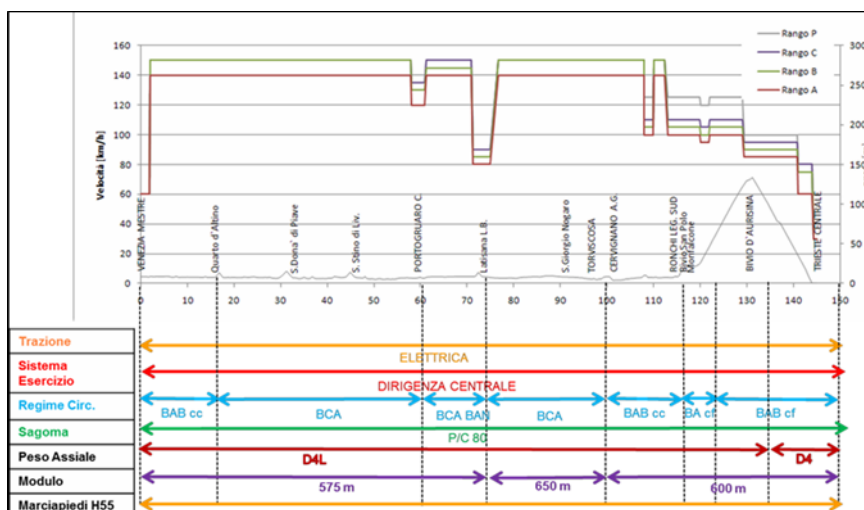 160
140
120
100
80
60
40
20
0
Velocità [km/h]
300
250
200
150
100
50
0
Rango P
Rango C
Rango B
Rango A
VENEZIA MESTRE
Quarto d'Altino
S.Dona' di Piave
S. Stino di Liv.
PORTOGRUARO C.
Latisana L.B.
S.Giorgio Nogaro
TORVISCOSA
CERVIGNANO A.G.
RONCHI LEG. SUD
Bivio San Polo
Monfalcone
BIVIO D'AURISINA
TRIESTE CENTRALE
0 10 20 30 40 50 60 70 80 90 100 110 120 130 140 150
Trazione
ELETTRICA
Sistema
Esercizio
DIRIGENZA CENTRALE
Regime Circ.
BAB cc BCA BCA BAN BCA BAB cc BA cf BAB cf
Sagoma
P/C 80
Peso Assiale
D4L D4
Modulo
575 m 650 m 600 m
Marciapiedi H55